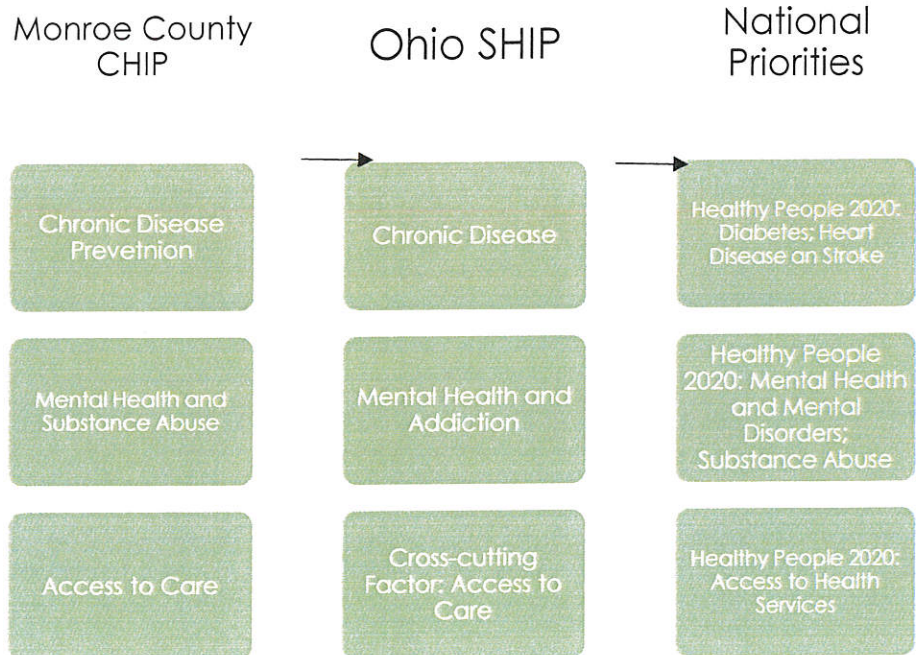 Monroe County
CHIP
Ohio SHIP
National
Priorities
Chronic Disease
Prevetnion
Chronic Disease
Healthy People 2020:
Diabetes; Heart
Disease an Stroke
Mental Health and
Substance Abuse
Mental Health and
Addiction
Healthy People
2020: Mental Health
and Mental
Disorders;
Substance Abuse
Access to Care
Cross-cutting
Factor: Access to
Care
Healthy People 2020:
Access to Health
Services